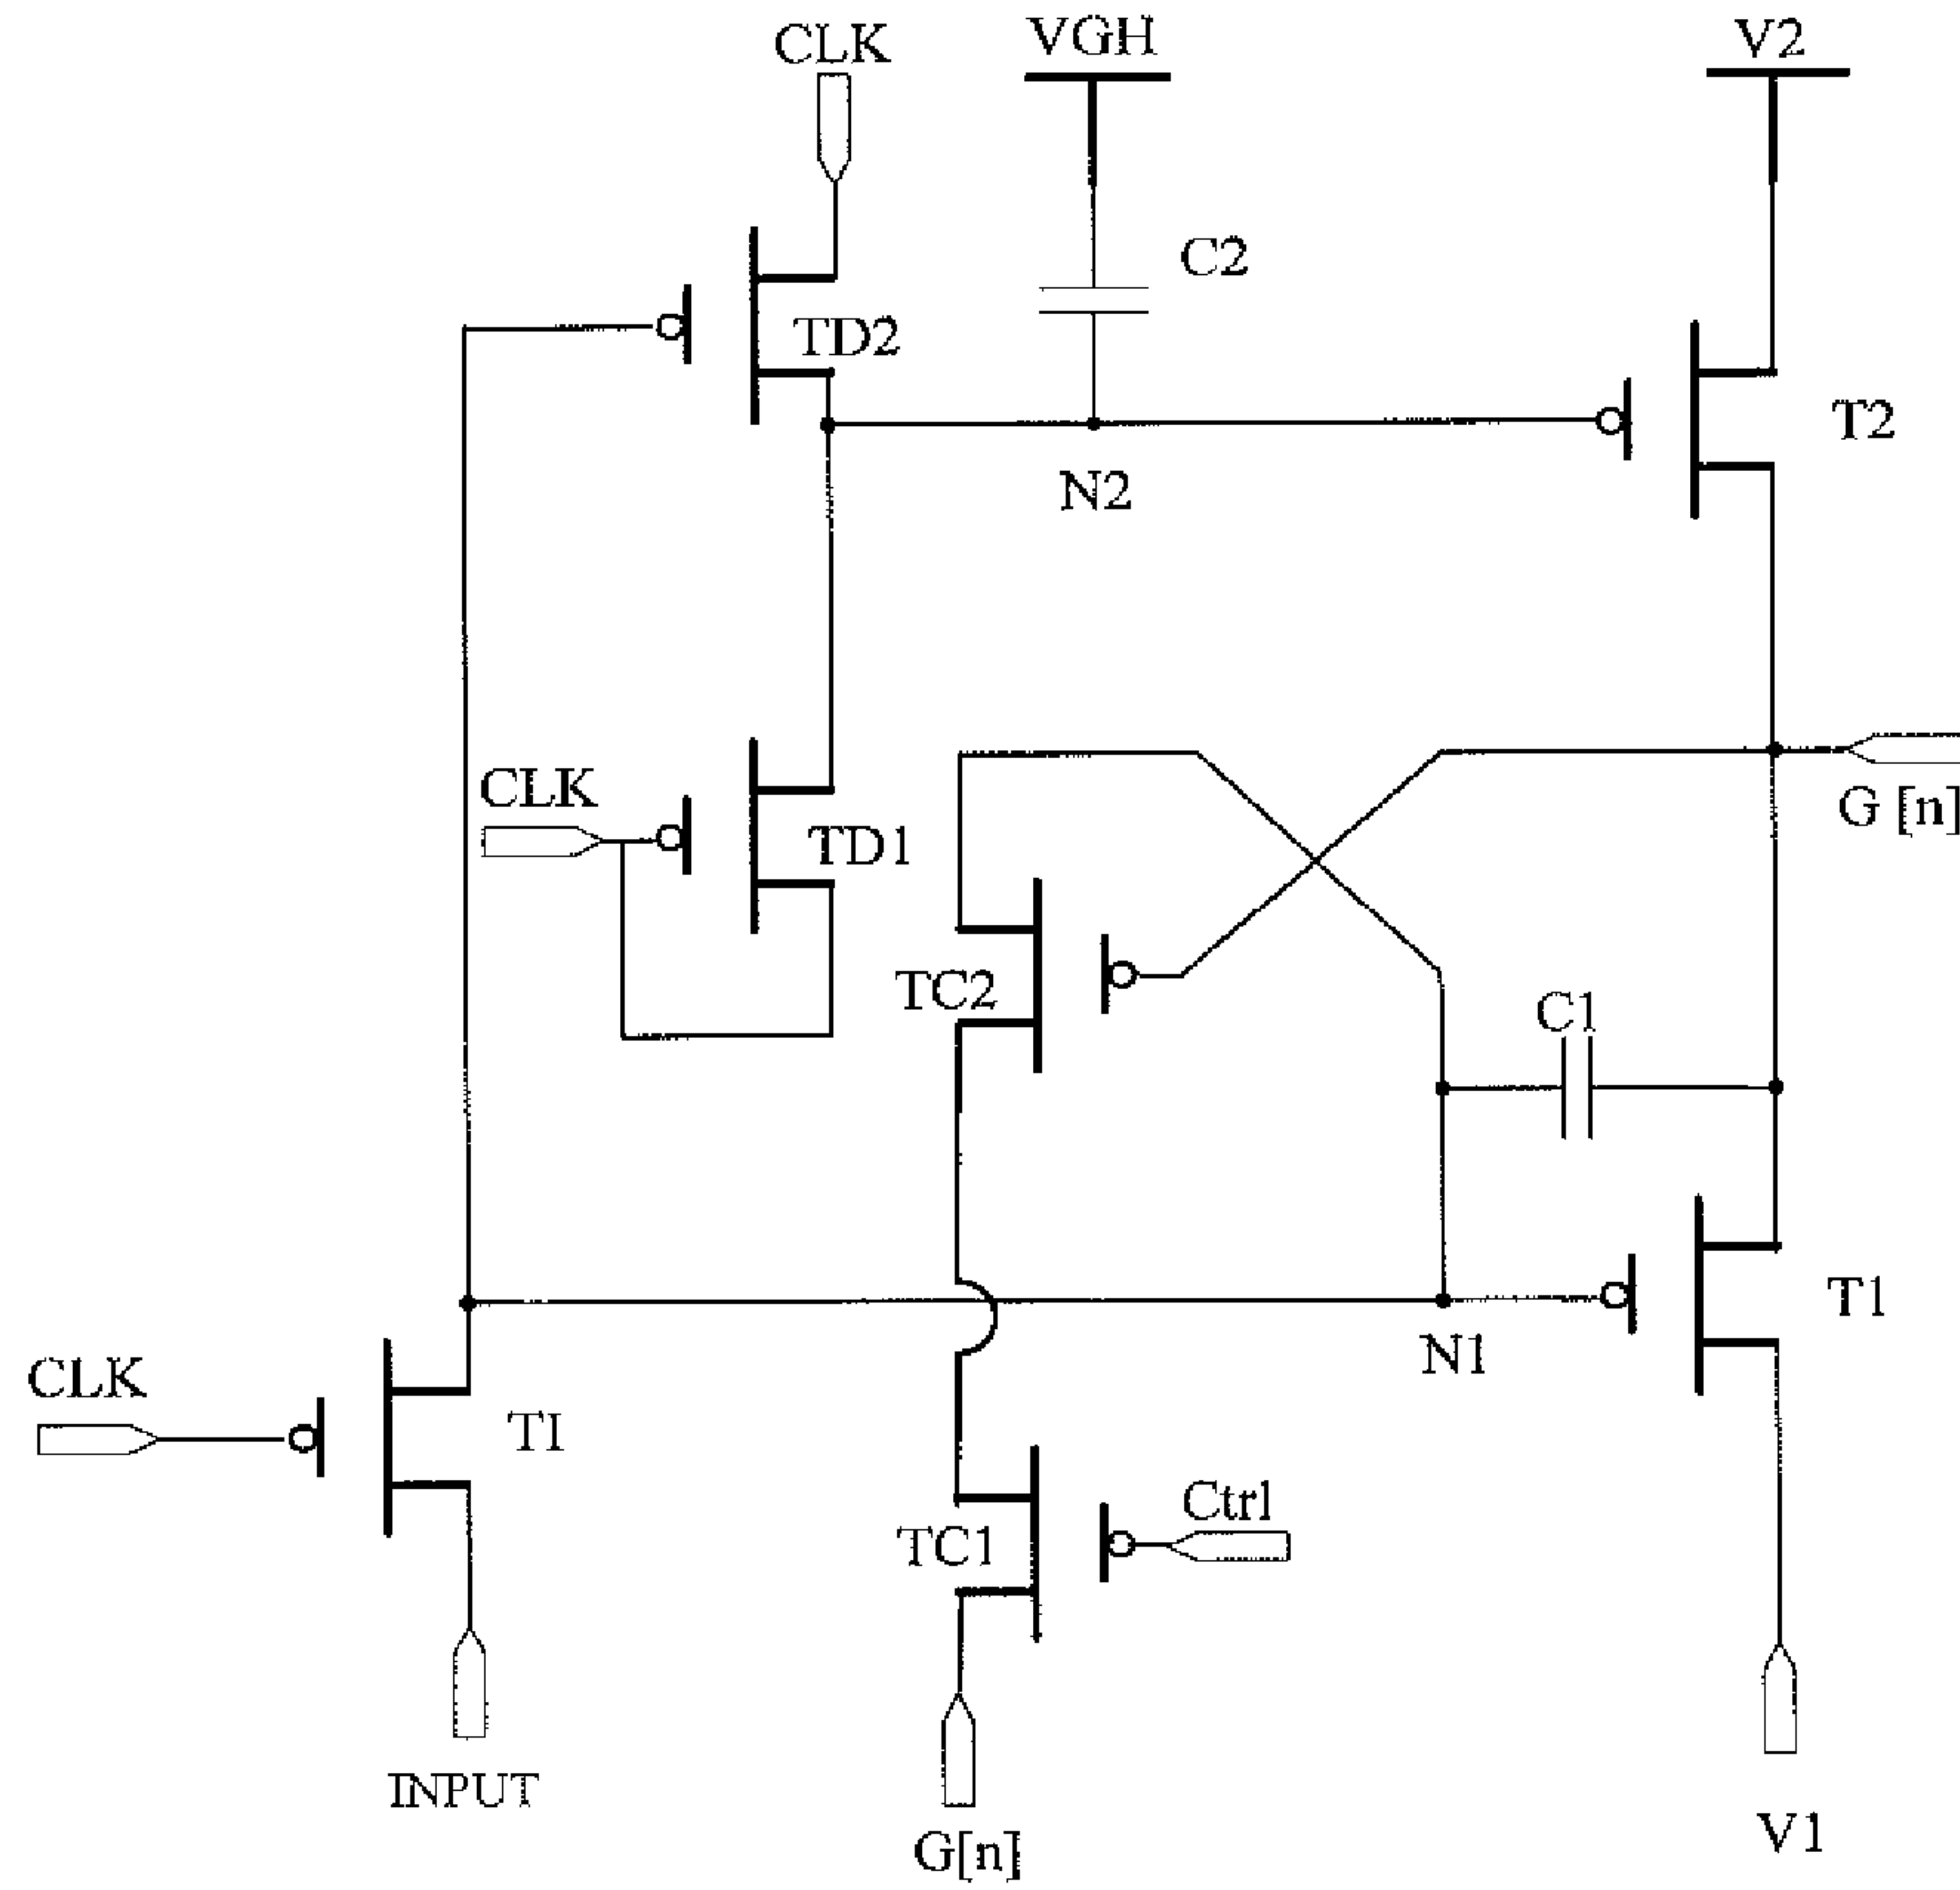 CLK
VGH
V2
C2
TD2
T2
N2
CLK
TD1
G [n]
TC2
C1
T1
N1
CLK
TI
Ctrl
TC1
INPUT
G[n]
V1